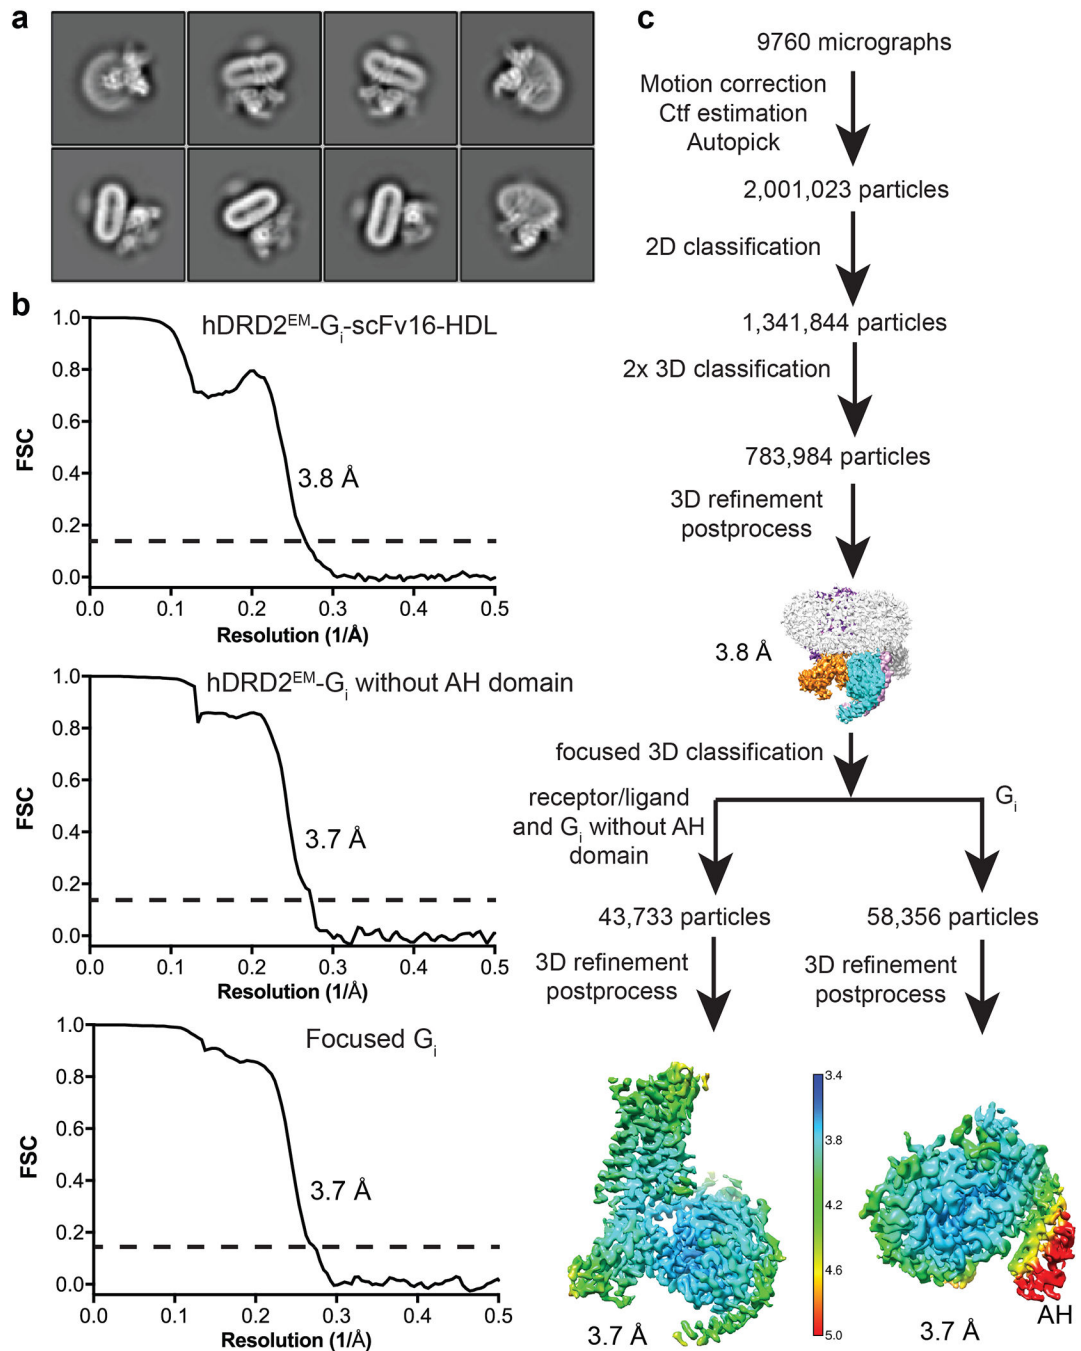 a
b
1.0
0.8
0.6
0.4
0.2
0.0
FSC
hDRD2EM-Gi-scFv16-HDL
3.8 Å
0.0 0.1 0.2 0.3 0.4 0.5
Resolution (1/Å)
1.0
0.8
0.6
0.4
0.2
0.0
FSC
hDRD2EM-Gi without AH domain
3.7 Å
0.0 0.1 0.2 0.3 0.4 0.5
Resolution (1/Å)
1.0
0.8
0.6
0.4
0.2
0.0
FSC
Focused Gi
3.7 Å
0.0 0.1 0.2 0.3 0.4 0.5
Resolution (1/Å)
c
9760 micrographs
Motion correction
Ctf estimation
Autopick
2,001,023 particles
2D classification
1,341,844 particles
2x 3D classification
783,984 particles
3D refinement
postprocess
3.8 Å
focused 3D classification
receptor/ligand
and Gi without AH
domain
Gi
43,733 particles
58,356 particles
3D refinement
postprocess
3D refinement
postprocess
3.4
3.8
4.2
4.6
5.0
AH
3.7 Å
3.7 Å